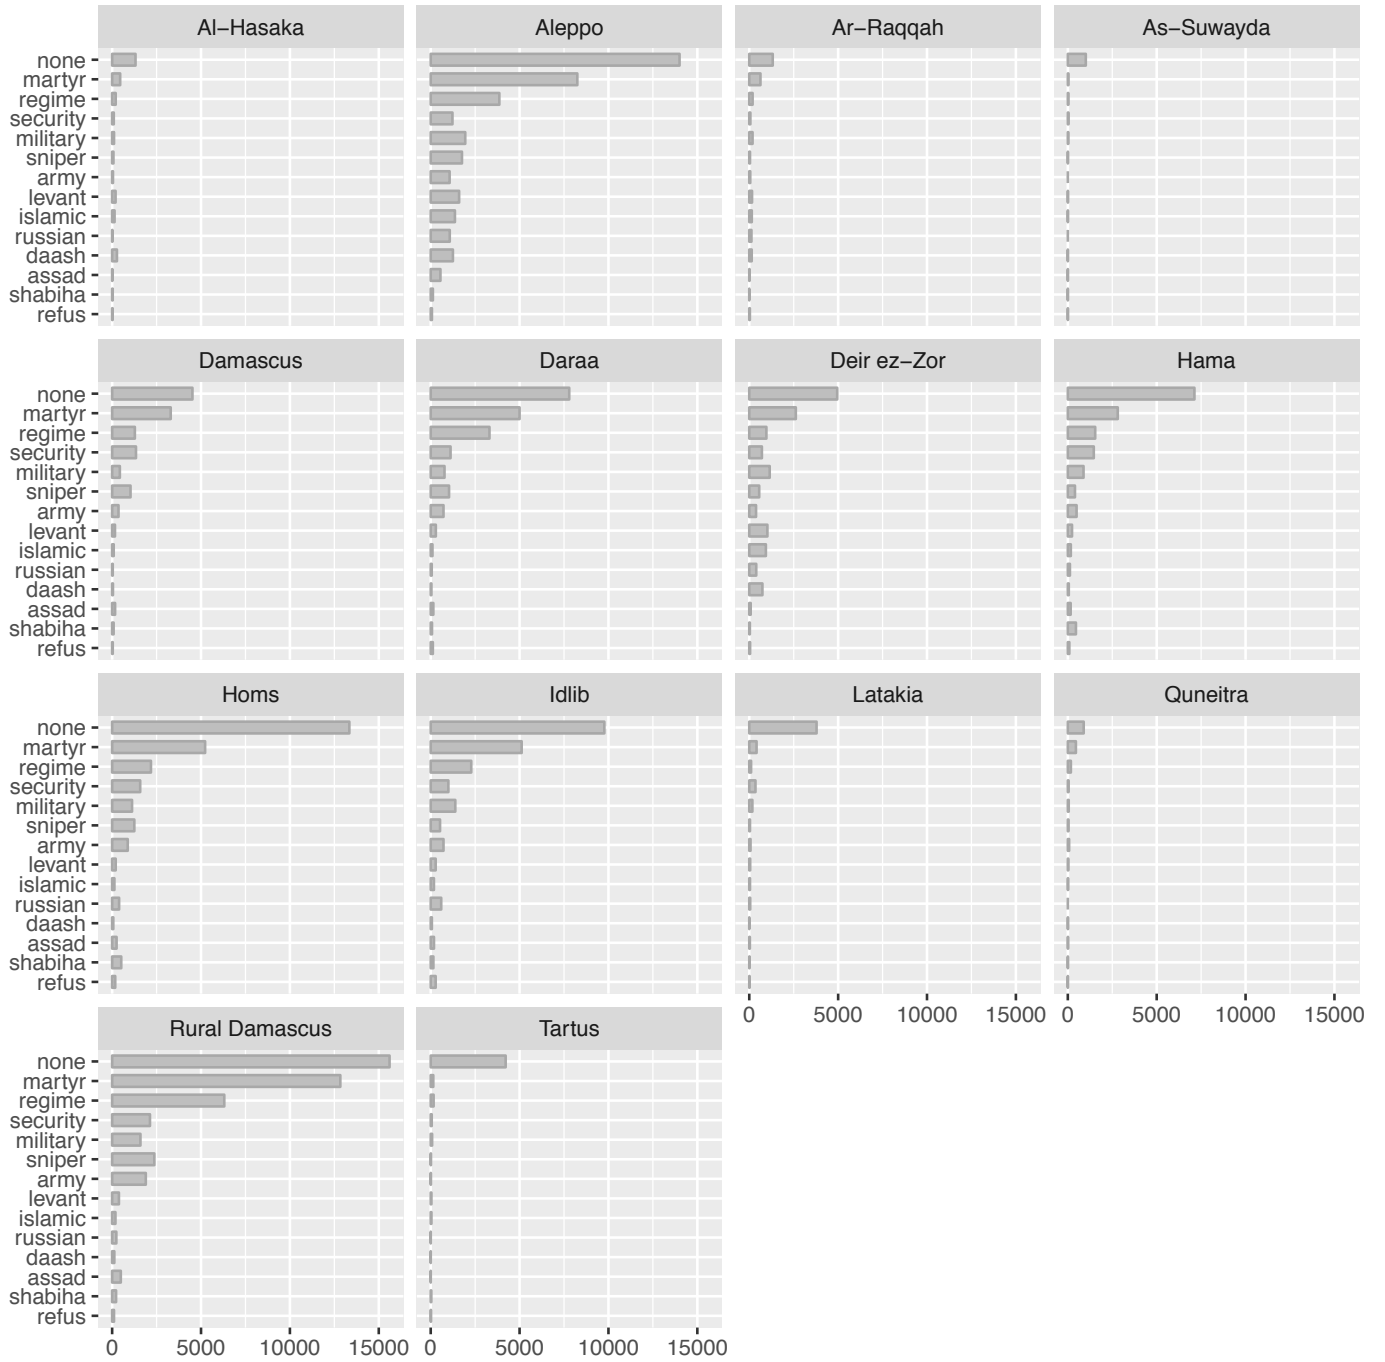 Al−Hasaka Aleppo Ar−Raqqah As−Suwayda
none
martyr
regime
security
military
sniper
army
levant
islamic
russian
daash
assad
shabiha
refus
Damascus Daraa Deir ez−Zor Hama
none
martyr
regime
security
military
sniper
army
levant
islamic
russian
daash
assad
shabiha
refus
Homs Idlib Latakia Quneitra
none
martyr
regime
security
military
sniper
army
levant
islamic
russian
daash
assad
shabiha
refus
0 5000 10000 15000 0 5000 10000 15000
Rural Damascus Tartus
none
martyr
regime
security
military
sniper
army
levant
islamic
russian
daash
assad
shabiha
refus
0 5000 10000 15000 0 5000 10000 15000